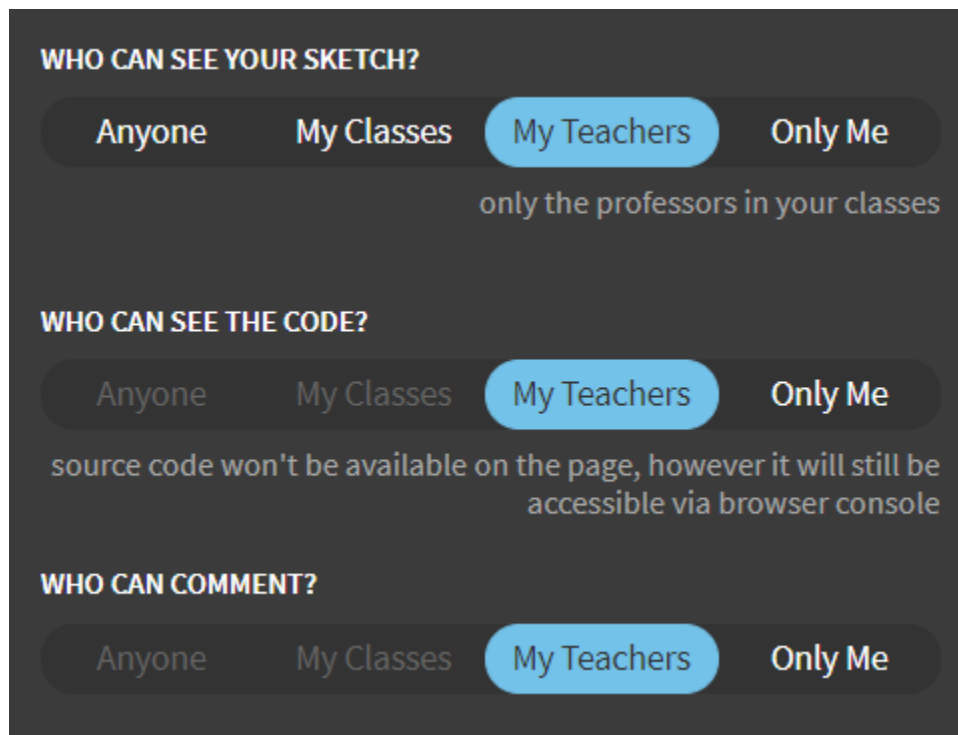 WHO CAN SEE YOUR SKETCH?
Anyone My Classes My Teachers Only Me
only the professors in your classes
WHO CAN SEE THE CODE?
Anyone My Classes My Teachers Only Me
source code won't be available on the page, however it will still be
accessible via browser console
WHO CAN COMMENT?
Anyone My Classes My Teachers Only Me